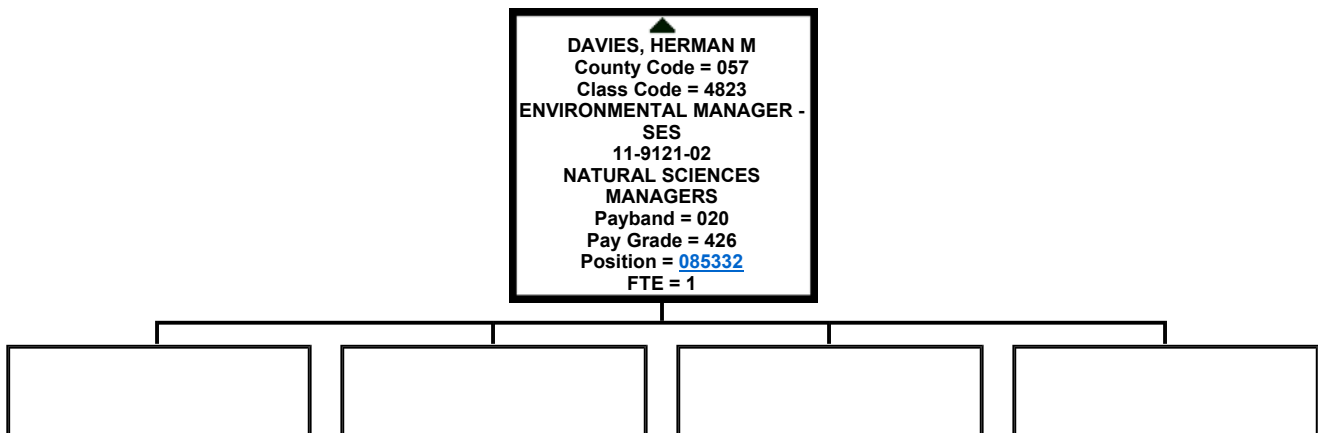 DAVIES, HERMAN M
County Code = 057
Class Code = 4823
ENVIRONMENTAL MANAGER -
SES
11-9121-02
NATURAL SCIENCES
MANAGERS
Payband = 020
Pay Grade = 426
Position = 085332
FTE = 1